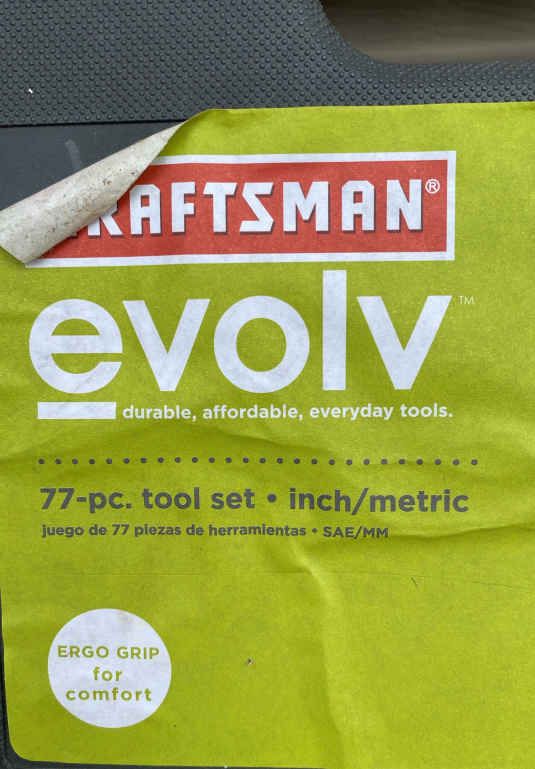 CRAFTSMAN®
evolv™
durable, affordable, everyday tools.
77-pc. tool set • inch/metric
juego de 77 piezas de herramientas • SAE/MM
ERGO GRIP
for
comfort